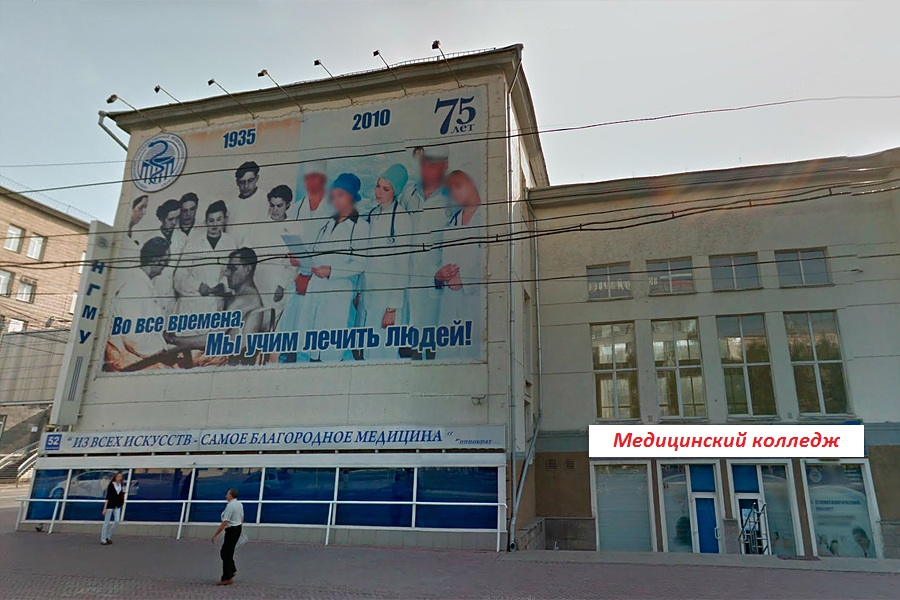 1935
2010
75
лет
НГМУ
Во все времена,
Мы учим лечить людей!
52
"ИЗ ВСЕХ ИСКУССТВ - САМОЕ БЛАГОРОДНОЕ МЕДИЦИНА"
Гиппократ
Медицинский колледж